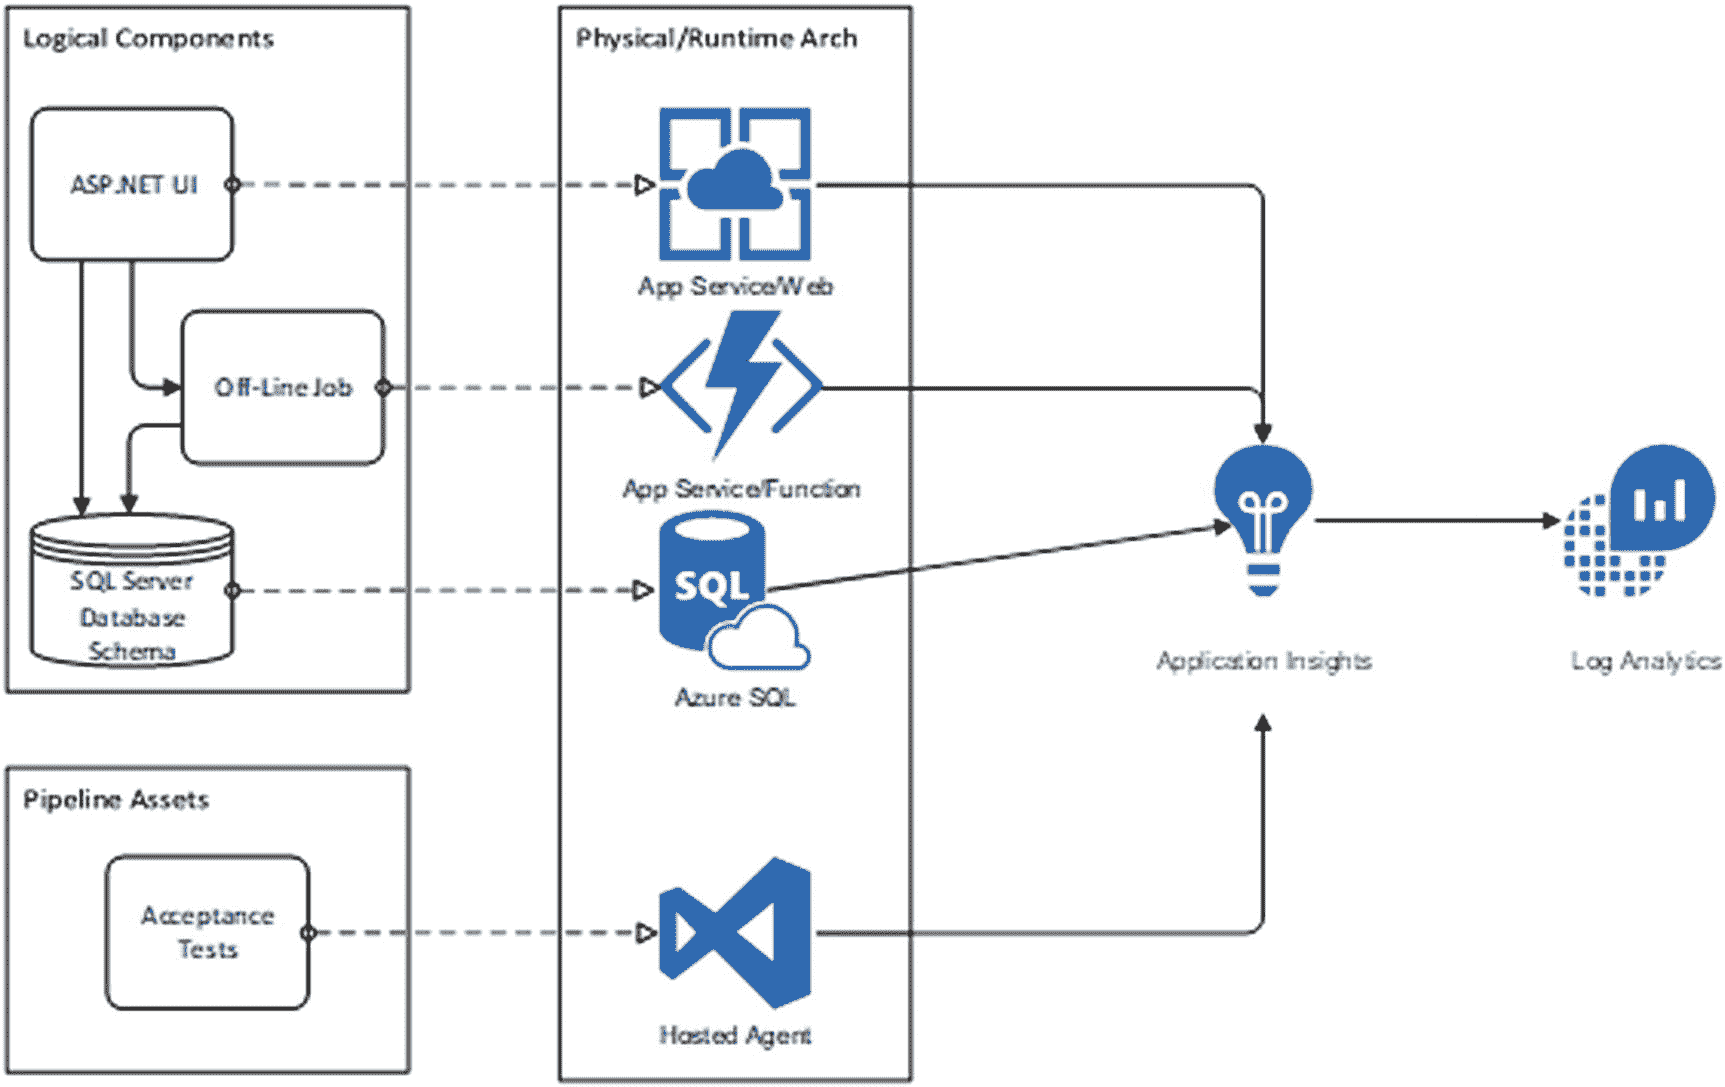 Logical Components
ASP.NET UI
Off-Line Job
SQL Server
Database
Schema
Pipeline Assets
Acceptance
Tests
Physical/Runtime Arch
App Service/Web
App Service/Function
SQL
Azure SQL
Hosted Agent
Application Insights
Log Analytics